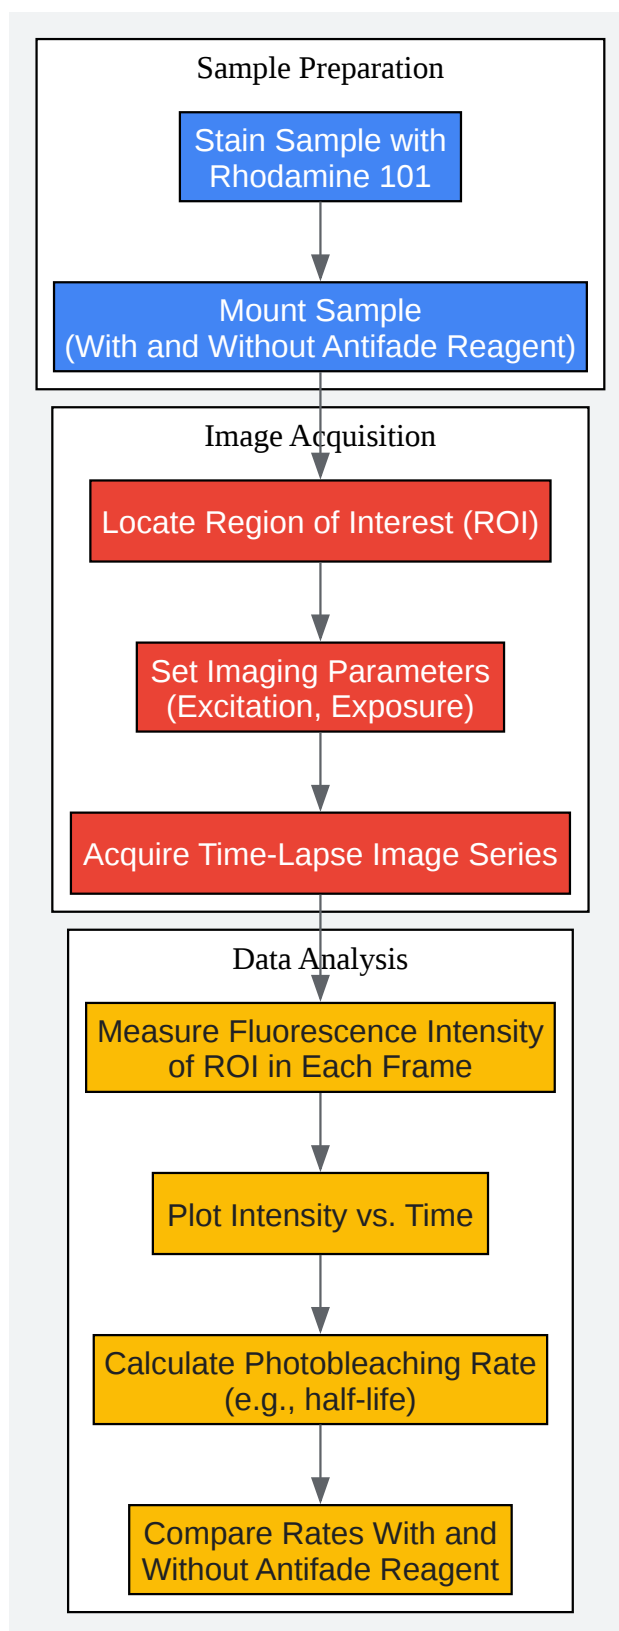 Sample Preparation
Stain Sample with
Rhodamine 101
Mount Sample
(With and Without Antifade Reagent)
Image Acquisition
Locate Region of Interest (ROI)
Set Imaging Parameters
(Excitation, Exposure)
Acquire Time-Lapse Image Series
Data Analysis
Measure Fluorescence Intensity
of ROI in Each Frame
Plot Intensity vs. Time
Calculate Photobleaching Rate
(e.g., half-life)
Compare Rates With and
Without Antifade Reagent